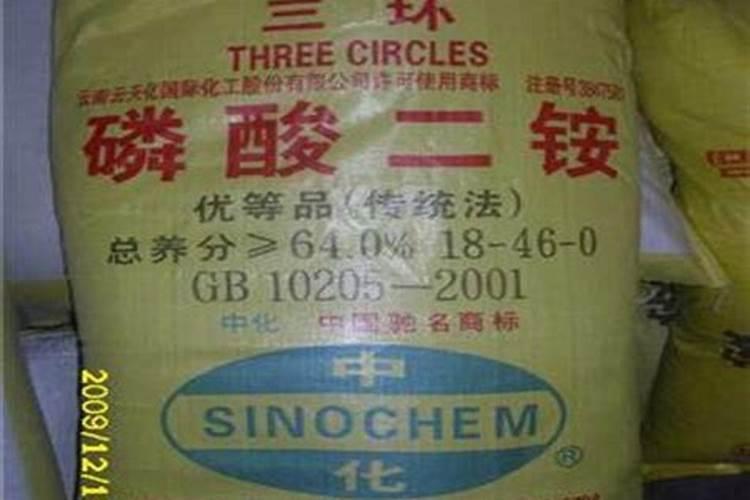 三环
THREE CIRCLES
云南云天化国际化工股份有限公司许可使用商标 注册号
磷酸二铵
优等品(传统法)
总养分≥64.0% 18-46-0
GB 10205—2001
中化 中国驰名商标
中
SINOCHEM ®
化
2009/12/1